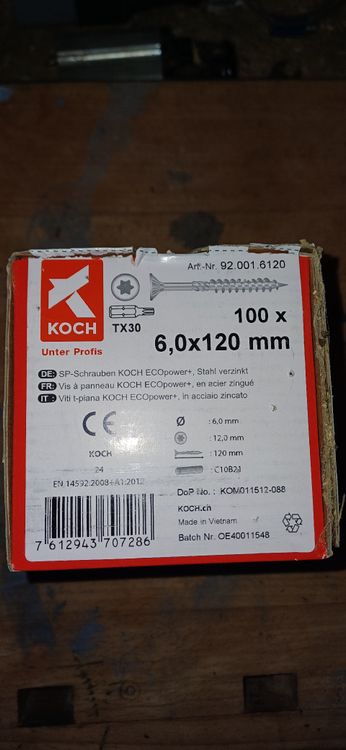 Art.-Nr. 92.001.6120
KOCH
TX30
100 x
6,0x120 mm
Unter Profis
DE: SP-Schrauben KOCH ECOpower+, Stahl verzinkt
FR: Vis à panneau KOCH ECOpower+, en acier zingué
IT: Viti t-piana KOCH ECOpower+, in acciaio zincato
CE
Ø : 6,0 mm
: 12,0 mm
KOCH
: 120 mm
24
: C10B21
EN 14592:2008+A1:2012
DoP No.: KOM011512-088
KOCH.ch
Made in Vietnam
Batch Nr. OE40011548
7 612943 707286